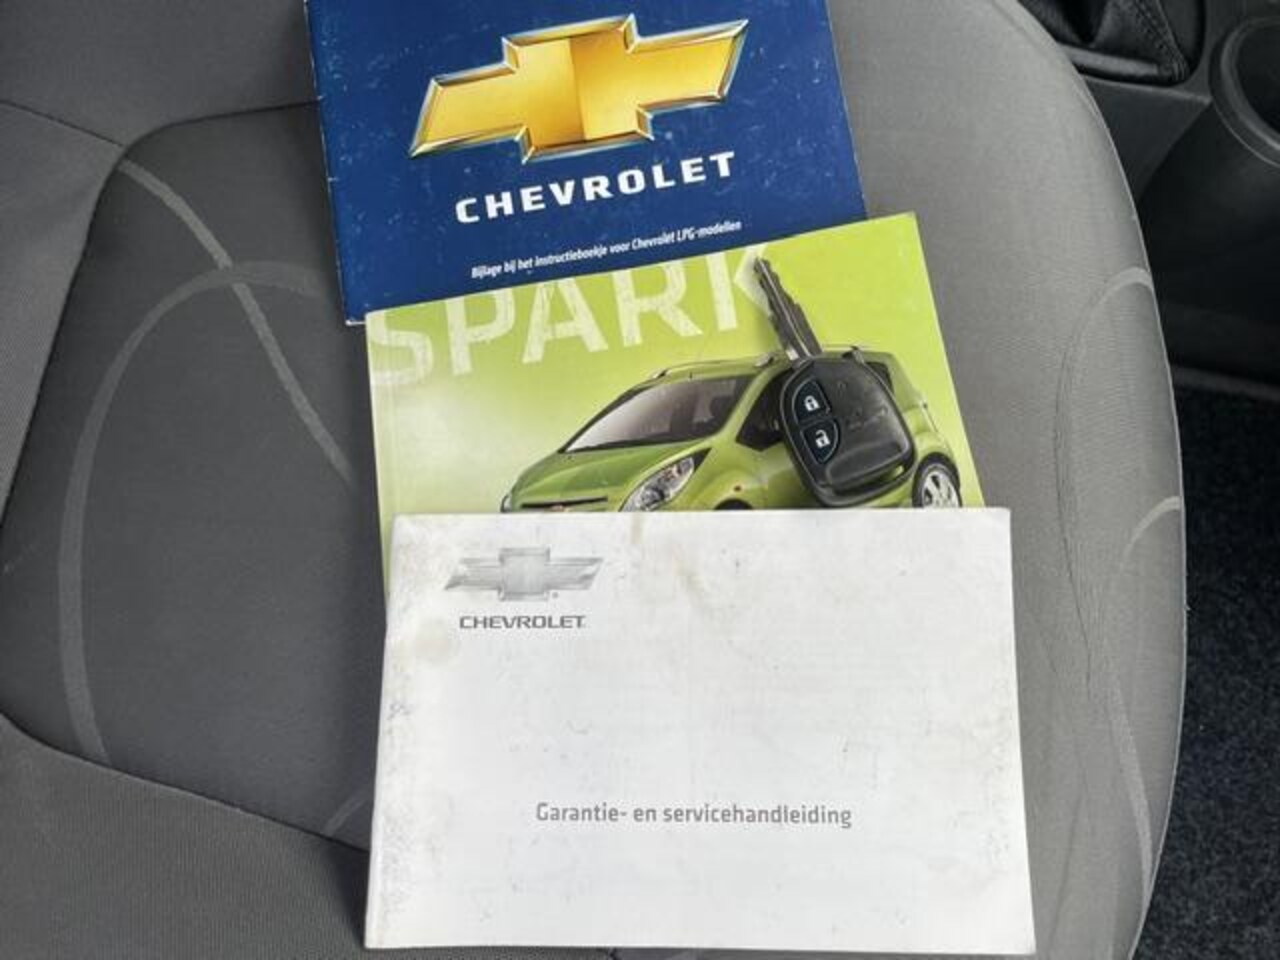 CHEVROLET
Bijlage bij het instructieboekje voor Chevrolet LPG-modellen
SPARK
CHEVROLET
Garantie- en servicehandleiding